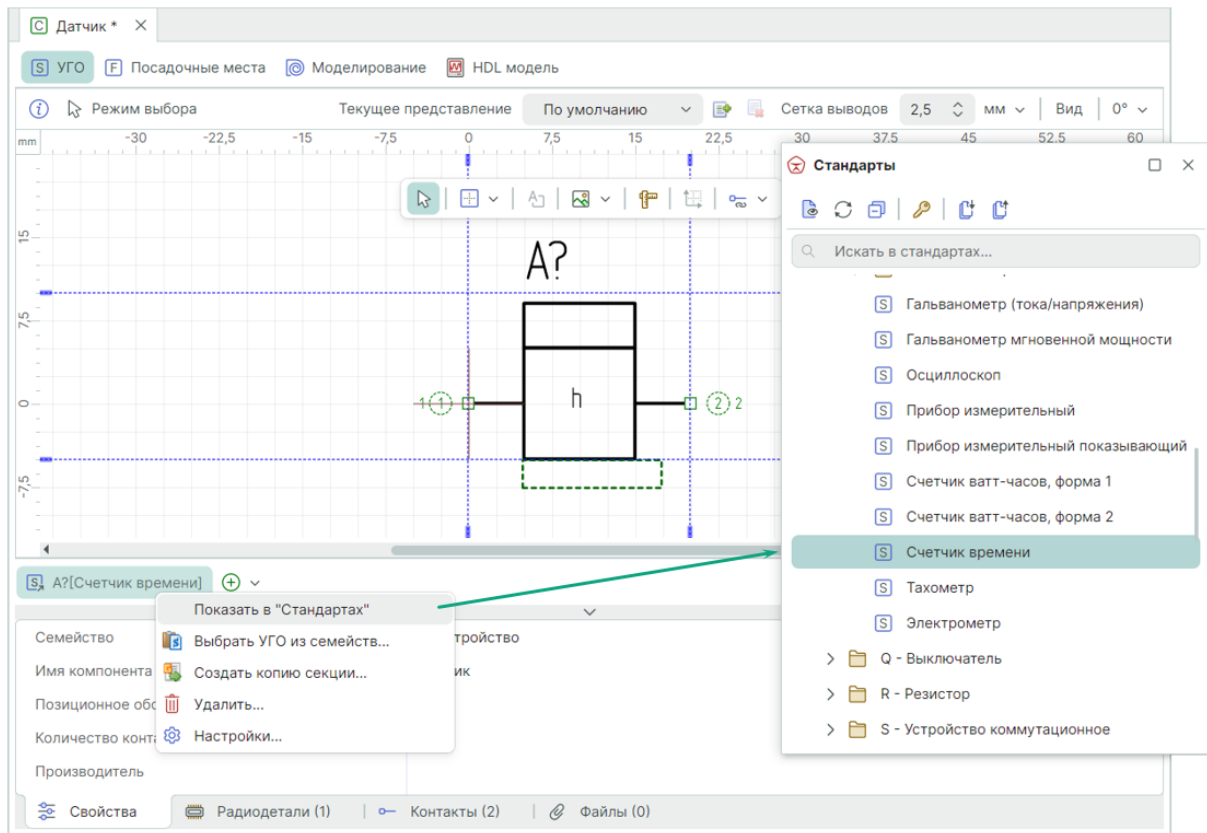 C Датчик *
S УГО F Посадочные места Моделирование HDL модель
i Режим выбора Текущее представление По умолчанию Сетка выводов 2,5 мм Вид 0°
mm -30 -22,5 -15 -7,5 0 7,5 15 22,5 30 37,5 45 52,5 60
15
7,5
0
-7,5
A?
h
1 1
2 2
Стандарты
Искать в стандартах...
S Гальванометр (тока/напряжения)
S Гальванометр мгновенной мощности
S Осциллоскоп
S Прибор измерительный
S Прибор измерительный показывающий
S Счетчик ватт-часов, форма 1
S Счетчик ватт-часов, форма 2
S Счетчик времени
S Тахометр
S Электрометр
Q - Выключатель
R - Резистор
S - Устройство коммутационное
S A?[Счетчик времени]
Показать в "Стандартах"
S Выбрать УГО из семейств...
Создать копию секции...
Удалить...
Настройки...
Семейство тройство
Имя компонента ик
Позиционное обо
Количество конта
Производитель
Свойства Радиодетали (1) Контакты (2) Файлы (0)